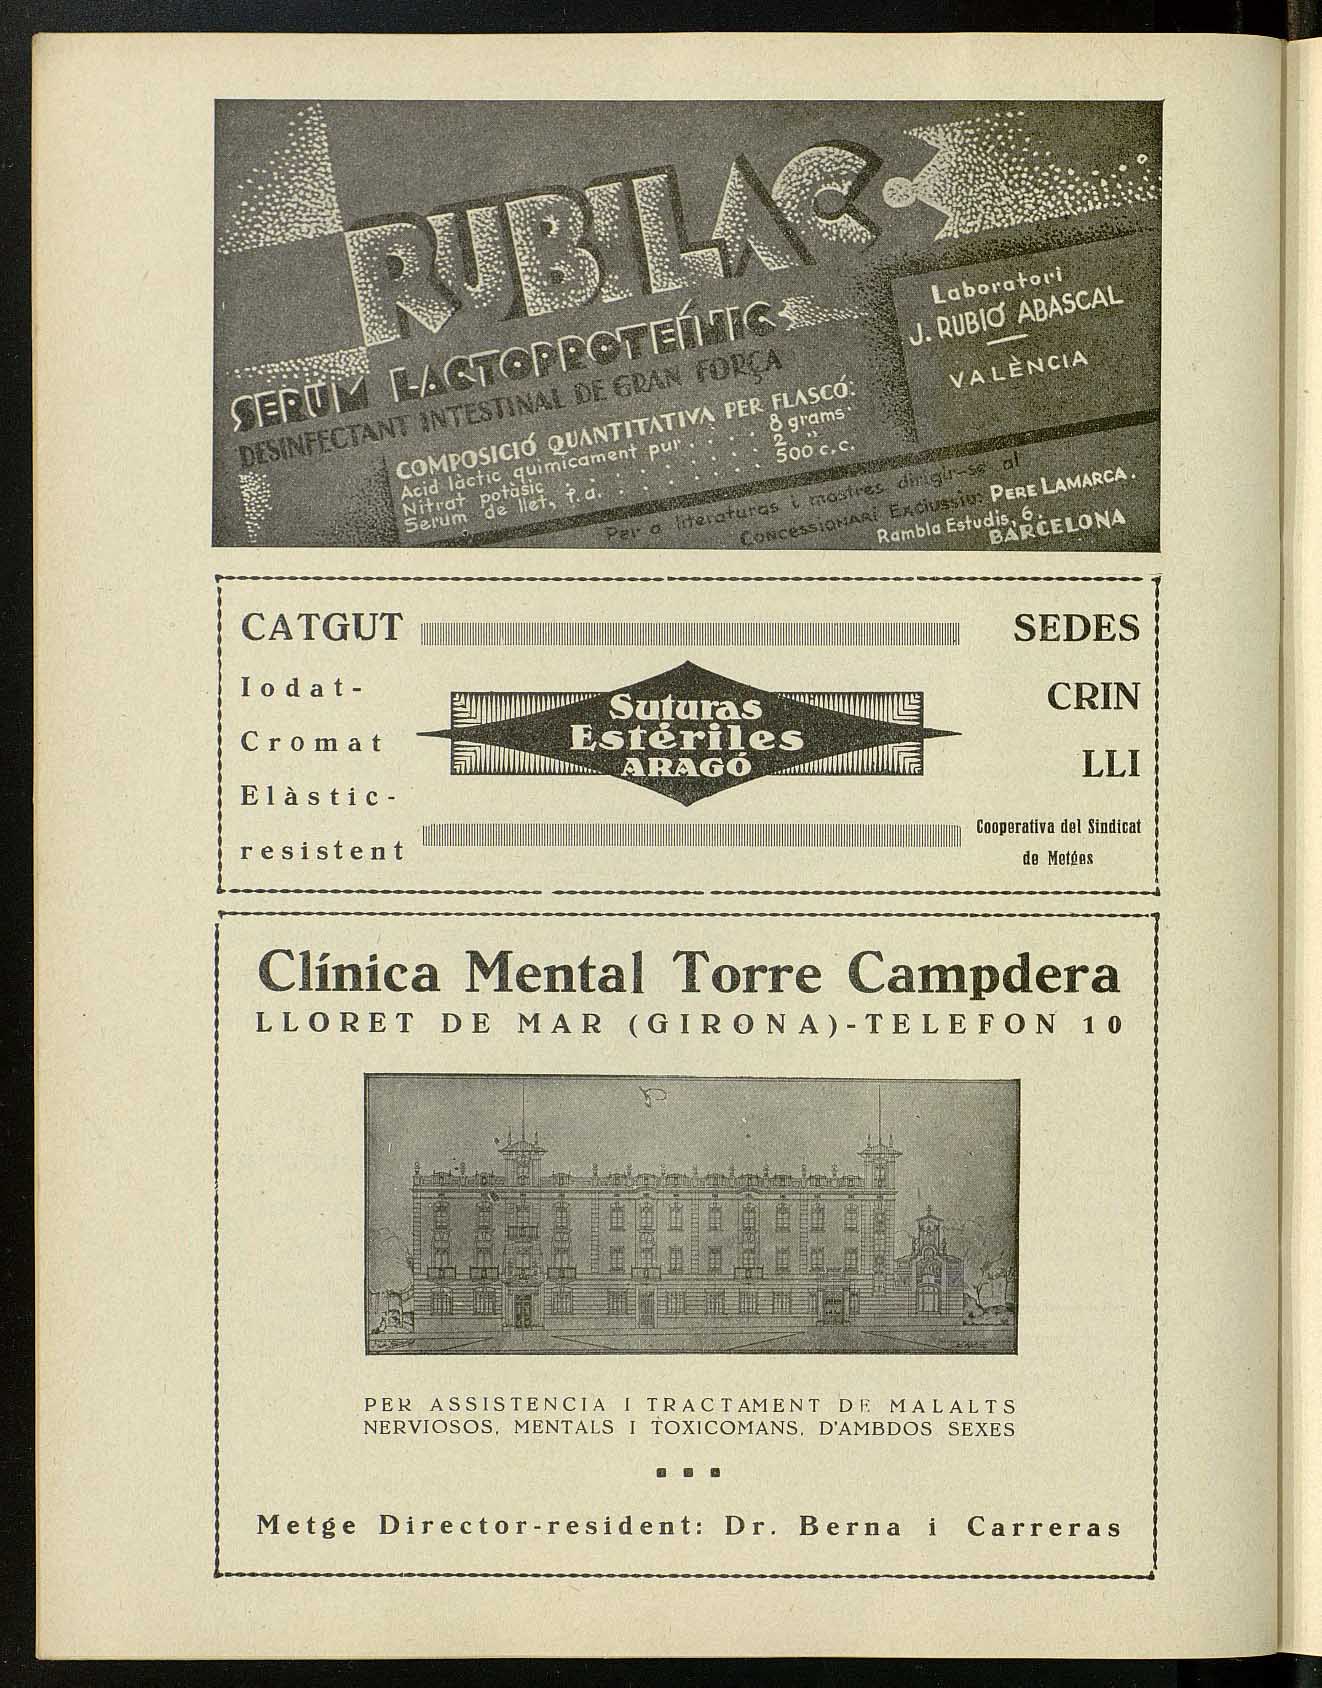 RUBILAC
SERUM LACTOPROTEÍNIC
DESINFECTANT INTESTINAL DE GRAN FORÇA
COMPOSICIÓ QUANTITATIVA PER FLASCÓ:
Acid làctic químicament pur . . . . 8 grams
Nitrat potàsic . . . . . . . . 2 "
Serum de llet, f. a. . . . . . . . 500 c. c.
Laboratori
J. RUBIÓ ABASCAL
VALÈNCIA
Per a literaturas i mostres dirigir-se al
CONCESSIONARI EXCLUSSIU: PERE LAMARCA.
Rambla Estudis, 6.
BARCELONA
CATGUT
Iodat-
Cromat
Elàstic-
resistent
Suturas
Estériles
ARAGÓ
SEDES
CRIN
LLI
Cooperativa del Sindicat
de Metges
Clínica Mental Torre Campdera
LLORET DE MAR (GIRONA)-TELEFON 10
PER ASSISTENCIA I TRACTAMENT DE MALALTS
NERVIOSOS, MENTALS I TOXICOMANS, D'AMBDOS SEXES
Metge Director-resident: Dr. Berna i Carreras